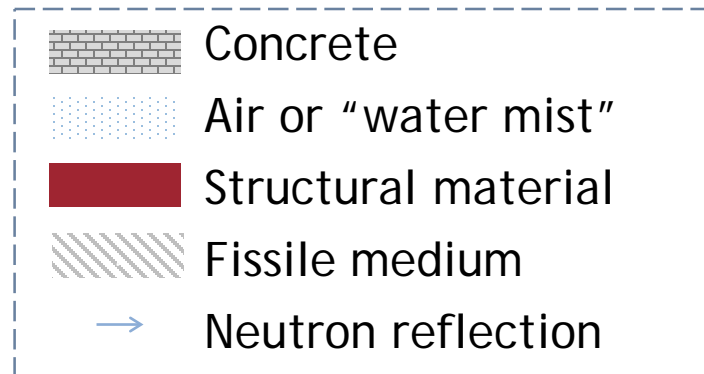 Concrete
Air or “water mist”
Structural material
Fissile medium
Neutron reflection